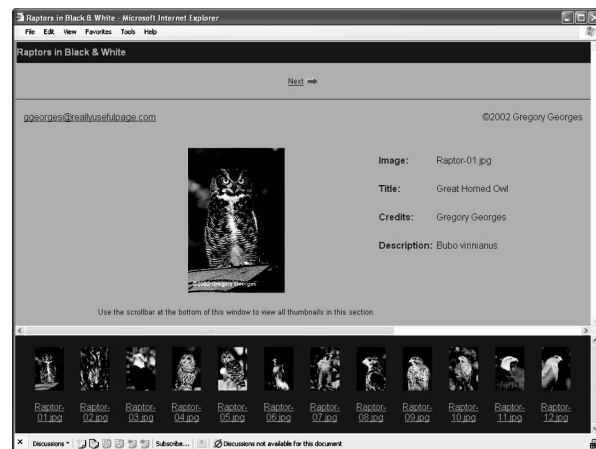 Raptors in Black & White - Microsoft Internet Explorer
File Edit View Favorites Tools Help
Raptors in Black & White
Next
ggeorges@reallyusefulpage.com
©2002 Gregory Georges
Image: Raptor-01.jpg
Title: Great Horned Owl
Credits: Gregory Georges
Description: Bubo virinianus
©2002 Gregory Georges
Use the scrollbar at the bottom of this window to view all thumbnails in this section.
Raptor-01.jpg
Raptor-02.jpg
Raptor-03.jpg
Raptor-04.jpg
Raptor-05.jpg
Raptor-06.jpg
Raptor-07.jpg
Raptor-08.jpg
Raptor-09.jpg
Raptor-10.jpg
Raptor-11.jpg
Raptor-12.jpg
Discussions Subscribe... Discussions not available for this document